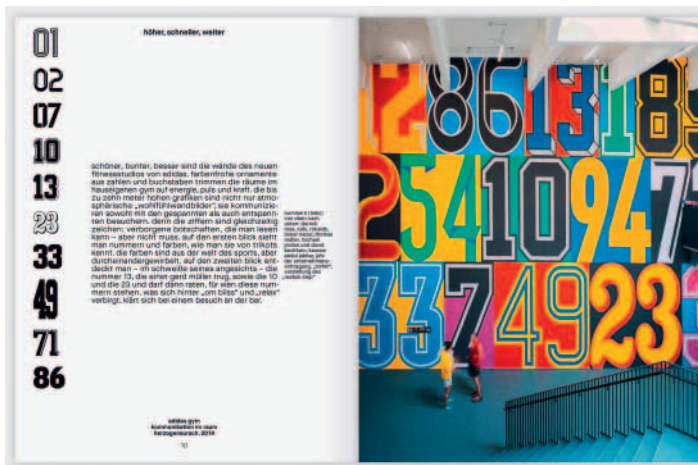 01
02
07
10
13
23
33
49
71
86
höher, schneller, weiter
schöner, bunter, besser sind die wände des neuen
fitnessstudios von adidas. farbenfrohe ornamente
aus zahlen und buchstaben trimmen die räume im
hauseigenen gym auf energie, puls und kraft. die bis
zu zehn meter hohen grafiken sind nicht nur atmo-
sphärische „wohlfühlwandbilder“, sie kommunizie-
ren sowohl mit den gespannten als auch entspann-
ten besuchern. denn die ziffern sind gleichzeitig
zeichen: verborgene botschaften, die man lesen
kann – aber nicht muss. auf den ersten blick sieht
man nummern und farben, wie man sie von trikots
kennt. die farben sind aus der welt des sports, aber
durcheinandergewirbelt. auf den zweiten blick ent-
deckt man – im schweiße seines angesichts – die
nummer 13, die einst gerd müller trug, sowie die 10
und die 23 und darf dann raten, für wen diese num-
mern stehen. was sich hinter „om bliss“ und „relax“
verbirgt, klärt sich bei einem besuch an der bar.
adidas gym
kommunikation im raum
herzogenaurach, 2014
10
2 86 13 1 89
2 54 10 94 7
33 7 49 23